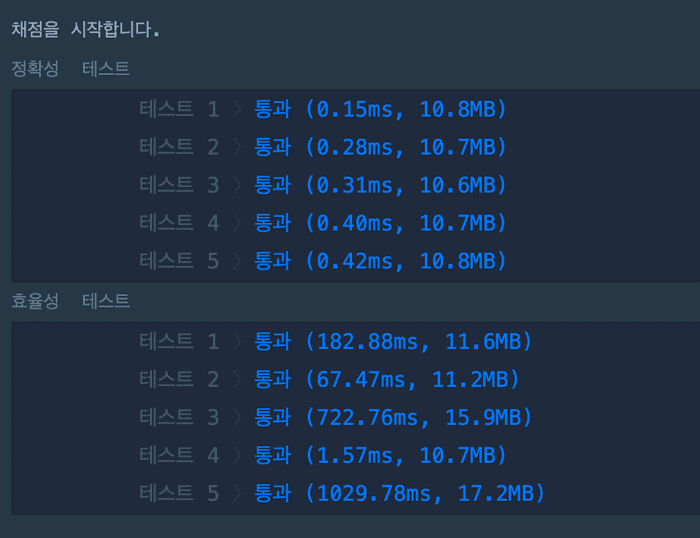 채점을 시작합니다.
정확성 테스트
테스트 1 > 통과 (0.15ms, 10.8MB)
테스트 2 > 통과 (0.28ms, 10.7MB)
테스트 3 > 통과 (0.31ms, 10.6MB)
테스트 4 > 통과 (0.40ms, 10.7MB)
테스트 5 > 통과 (0.42ms, 10.8MB)
효율성 테스트
테스트 1 > 통과 (182.88ms, 11.6MB)
테스트 2 > 통과 (67.47ms, 11.2MB)
테스트 3 > 통과 (722.76ms, 15.9MB)
테스트 4 > 통과 (1.57ms, 10.7MB)
테스트 5 > 통과 (1029.78ms, 17.2MB)